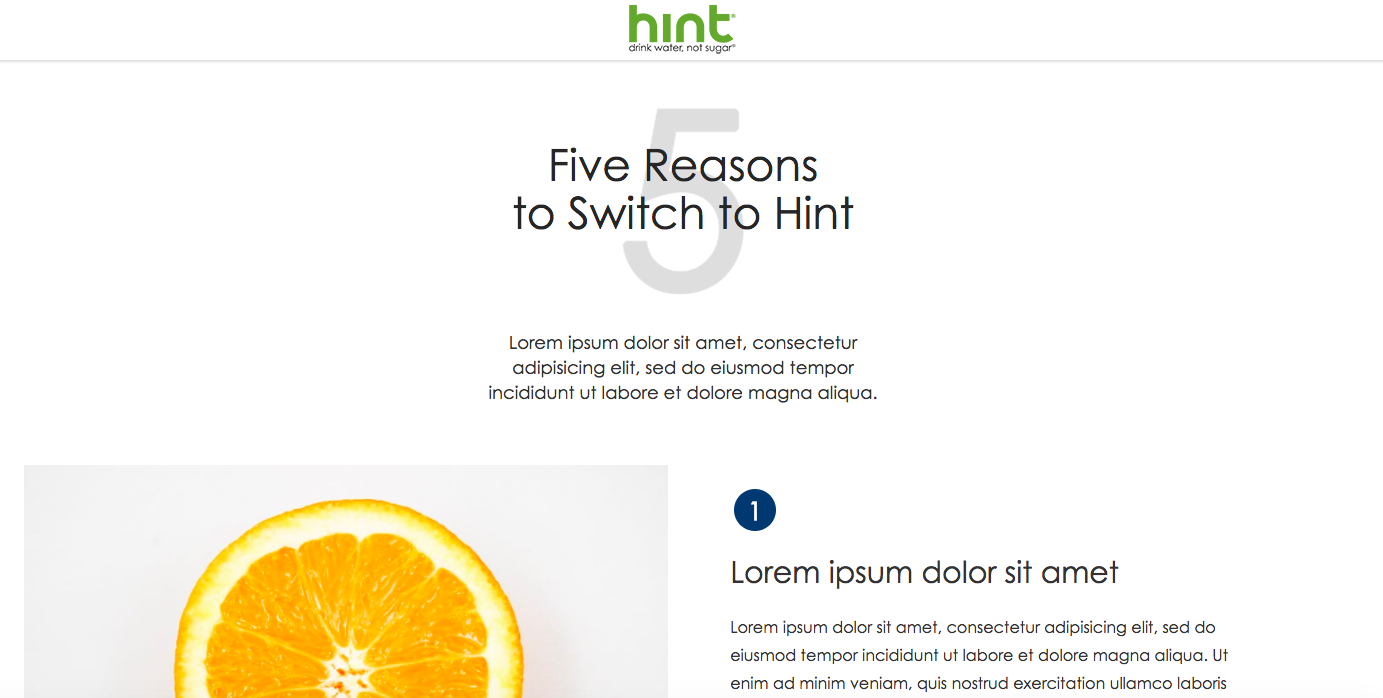 hint®
drink water, not sugar®
5
Five Reasons
to Switch to Hint
Lorem ipsum dolor sit amet, consectetur
adipisicing elit, sed do eiusmod tempor
incididunt ut labore et dolore magna aliqua.
1
Lorem ipsum dolor sit amet
Lorem ipsum dolor sit amet, consectetur adipisicing elit, sed do
eiusmod tempor incididunt ut labore et dolore magna aliqua. Ut
enim ad minim veniam, quis nostrud exercitation ullamco laboris